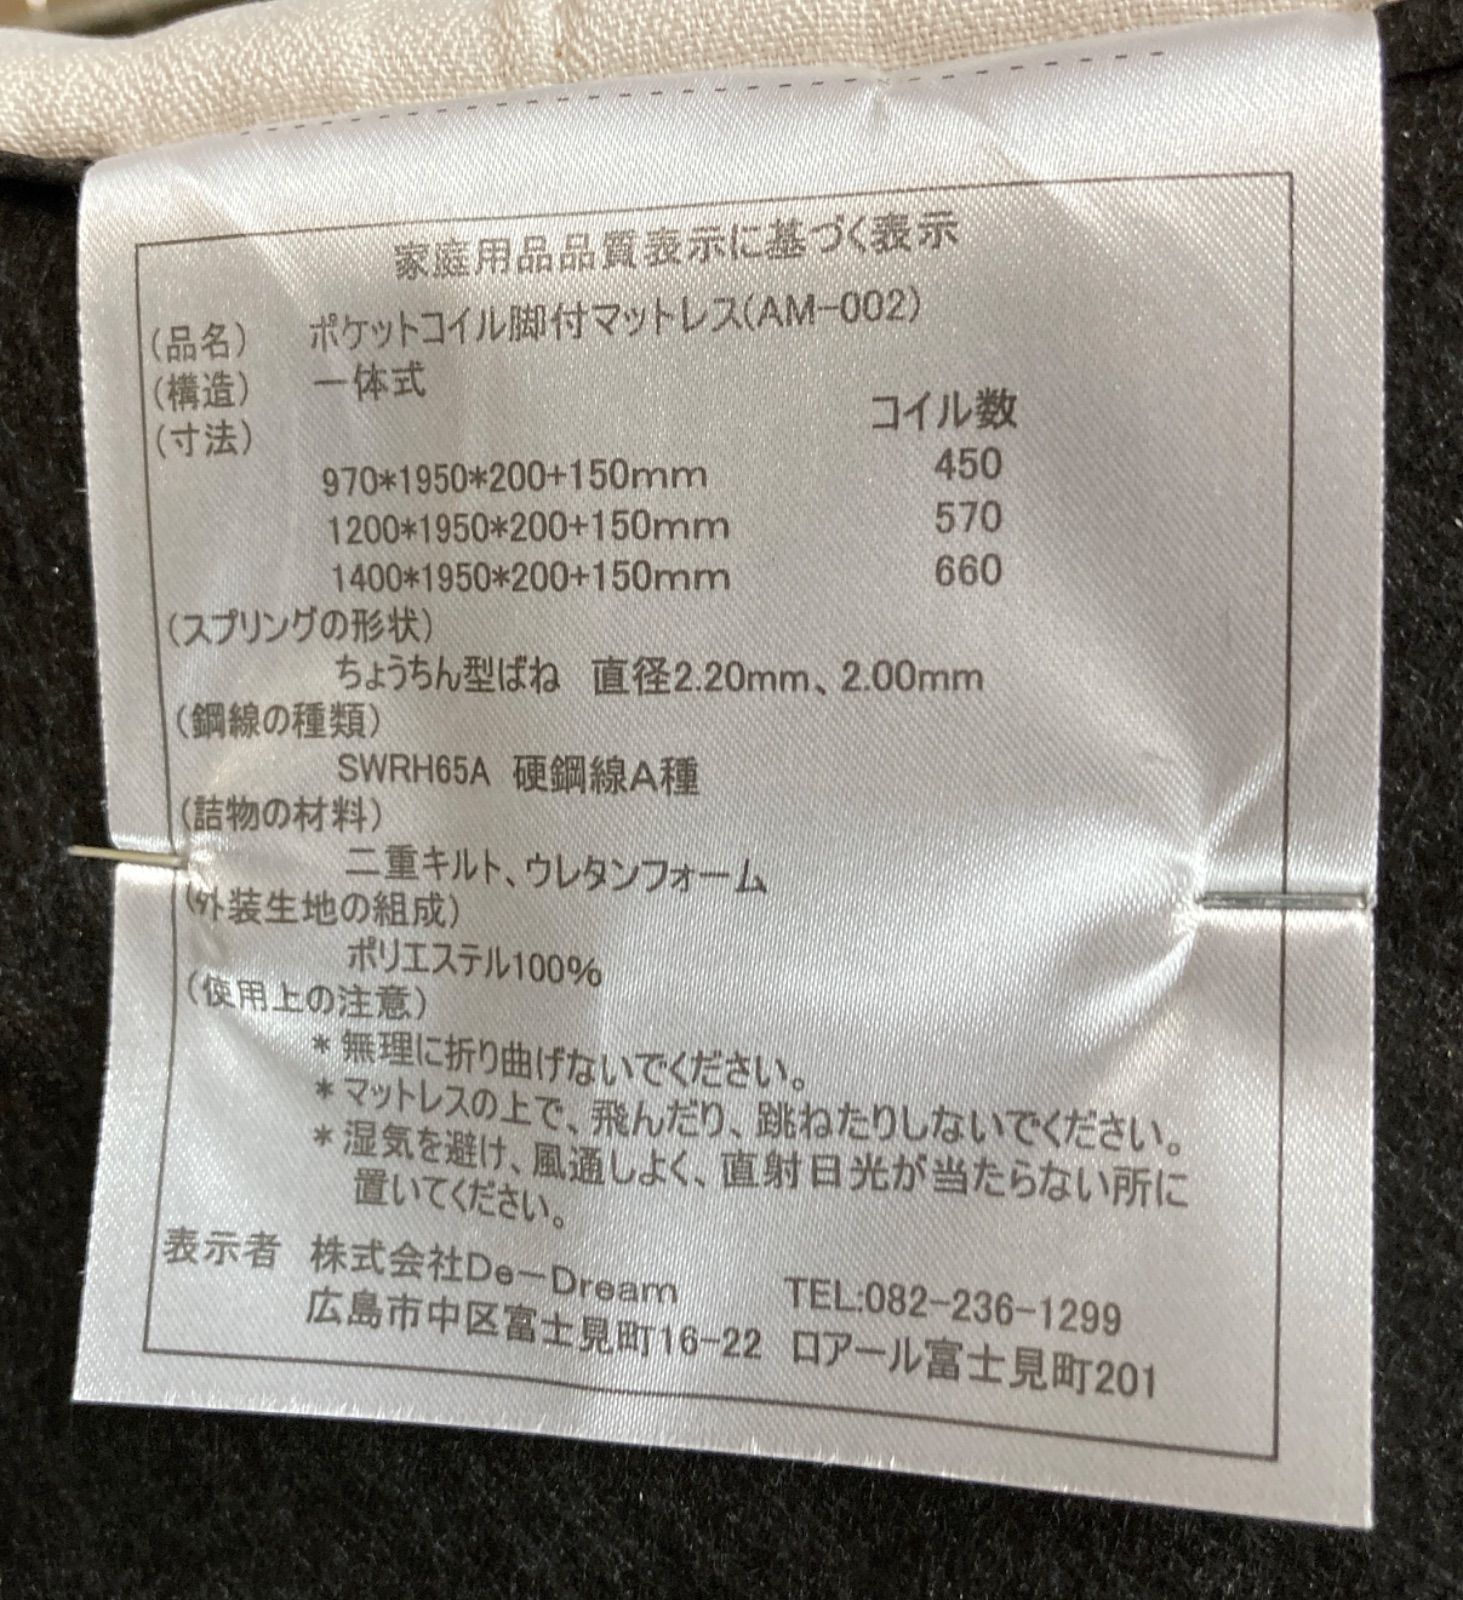 家庭用品品質表示に基づく表示
(品名) ポケットコイル脚付マットレス(AM-002)
(構造) 一体式
(寸法) コイル数
970*1950*200+150mm 450
1200*1950*200+150mm 570
1400*1950*200+150mm 660
(スプリングの形状)
ちょうちん型ばね 直径2.20mm、2.00mm
(鋼線の種類)
SWRH65A 硬鋼線A種
(詰物の材料)
二重キルト、ウレタンフォーム
(外装生地の組成)
ポリエステル100%
(使用上の注意)
*無理に折り曲げないでください。
*マットレスの上で、飛んだり、跳ねたりしないでください。
*湿気を避け、風通しよく、直射日光が当たらない所に
置いてください。
表示者 株式会社De-Dream TEL:082-236-1299
広島市中区富士見町16-22 ロアール富士見町201